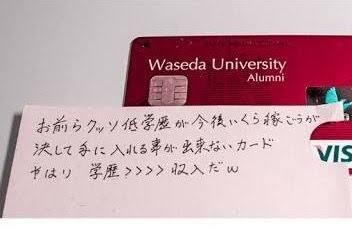 Waseda University
Alumni
お前らクッソ低学歴が今後いくら稼ごうが
決して手に入れる事が出来ないカード
やはり 学歴>>>>収入だw
VIS